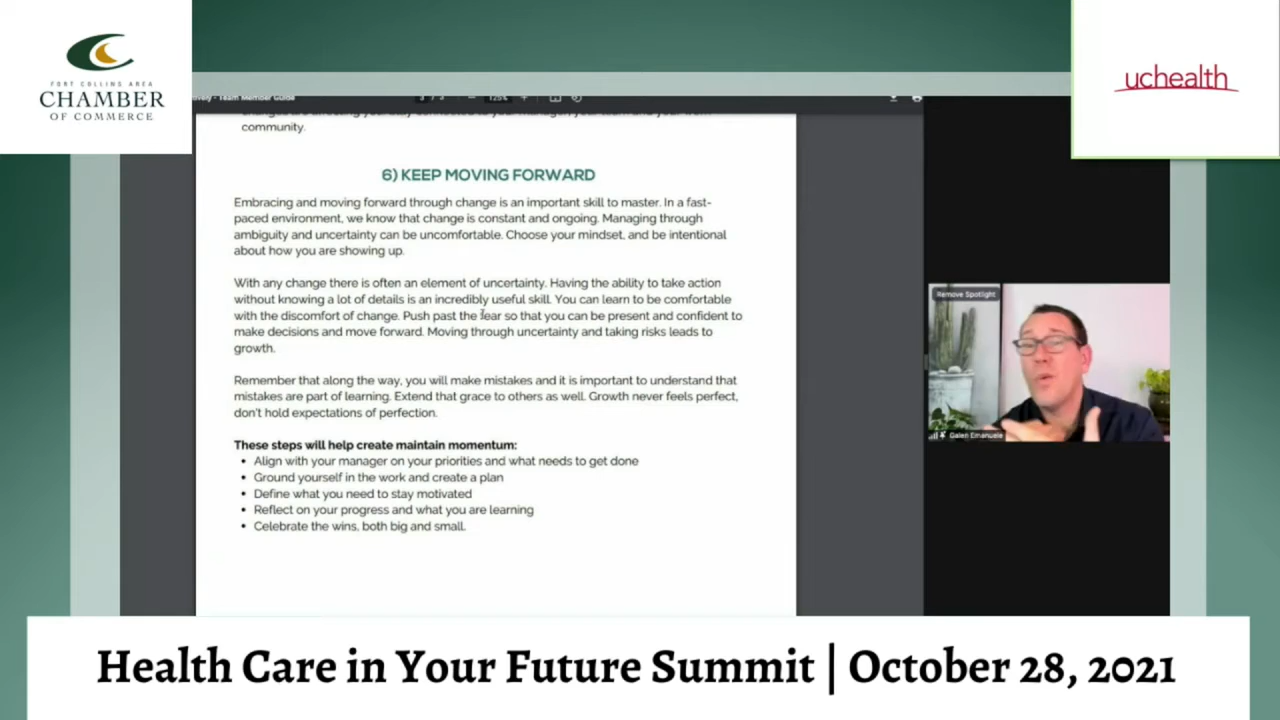 FORT COLLINS AREA
CHAMBER
OF COMMERCE
uchealth
- Team Member Guide
125%
community.
6) KEEP MOVING FORWARD
Embracing and moving forward through change is an important skill to master. In a fast-
paced environment, we know that change is constant and ongoing. Managing through
ambiguity and uncertainty can be uncomfortable. Choose your mindset, and be intentional
about how you are showing up.
With any change there is often an element of uncertainty. Having the ability to take action
without knowing a lot of details is an incredibly useful skill. You can learn to be comfortable
with the discomfort of change. Push past the fear so that you can be present and confident to
make decisions and move forward. Moving through uncertainty and taking risks leads to
growth.
Remember that along the way, you will make mistakes and it is important to understand that
mistakes are part of learning. Extend that grace to others as well. Growth never feels perfect,
don't hold expectations of perfection.
These steps will help create maintain momentum:
• Align with your manager on your priorities and what needs to get done
• Ground yourself in the work and create a plan
• Define what you need to stay motivated
• Reflect on your progress and what you are learning
• Celebrate the wins, both big and small.
Remove Spotlight
Galen Emanuele
Health Care in Your Future Summit | October 28, 2021